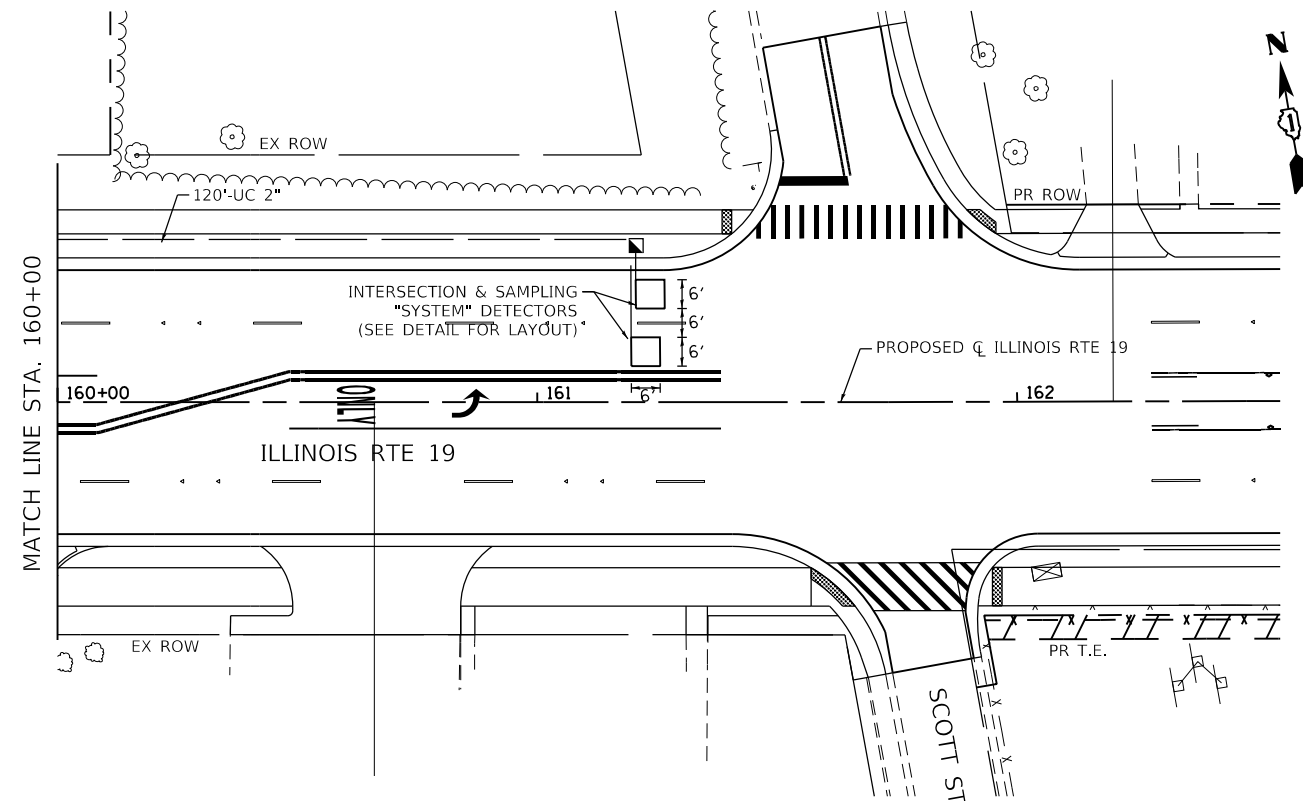 N
1
EX ROW
120'-UC 2"
PR ROW
MATCH LINE STA. 160+00
INTERSECTION & SAMPLING
"SYSTEM" DETECTORS
(SEE DETAIL FOR LAYOUT)
6'
6'
6'
6'
PROPOSED ℄ ILLINOIS RTE 19
160+00
161
162
ONLY
ILLINOIS RTE 19
EX ROW
PR T.E.
SCOTT ST